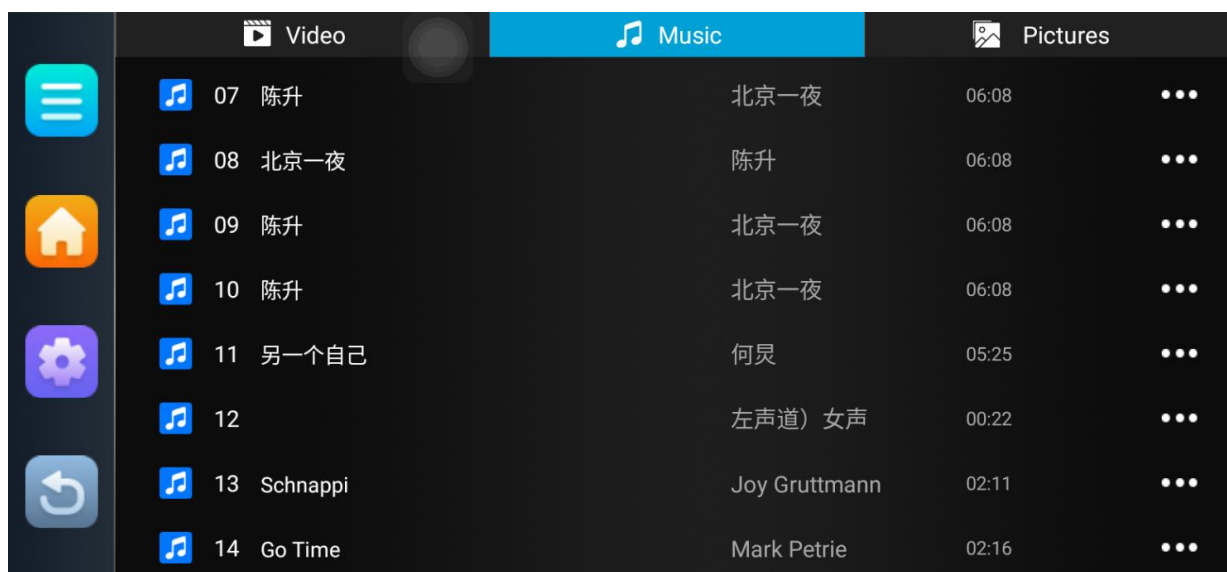 Video Music Pictures
07 陈升 北京一夜 06:08
08 北京一夜 陈升 06:08
09 陈升 北京一夜 06:08
10 陈升 北京一夜 06:08
11 另一个自己 何炅 05:25
12 左声道）女声 00:22
13 Schnappi Joy Gruttmann 02:11
14 Go Time Mark Petrie 02:16